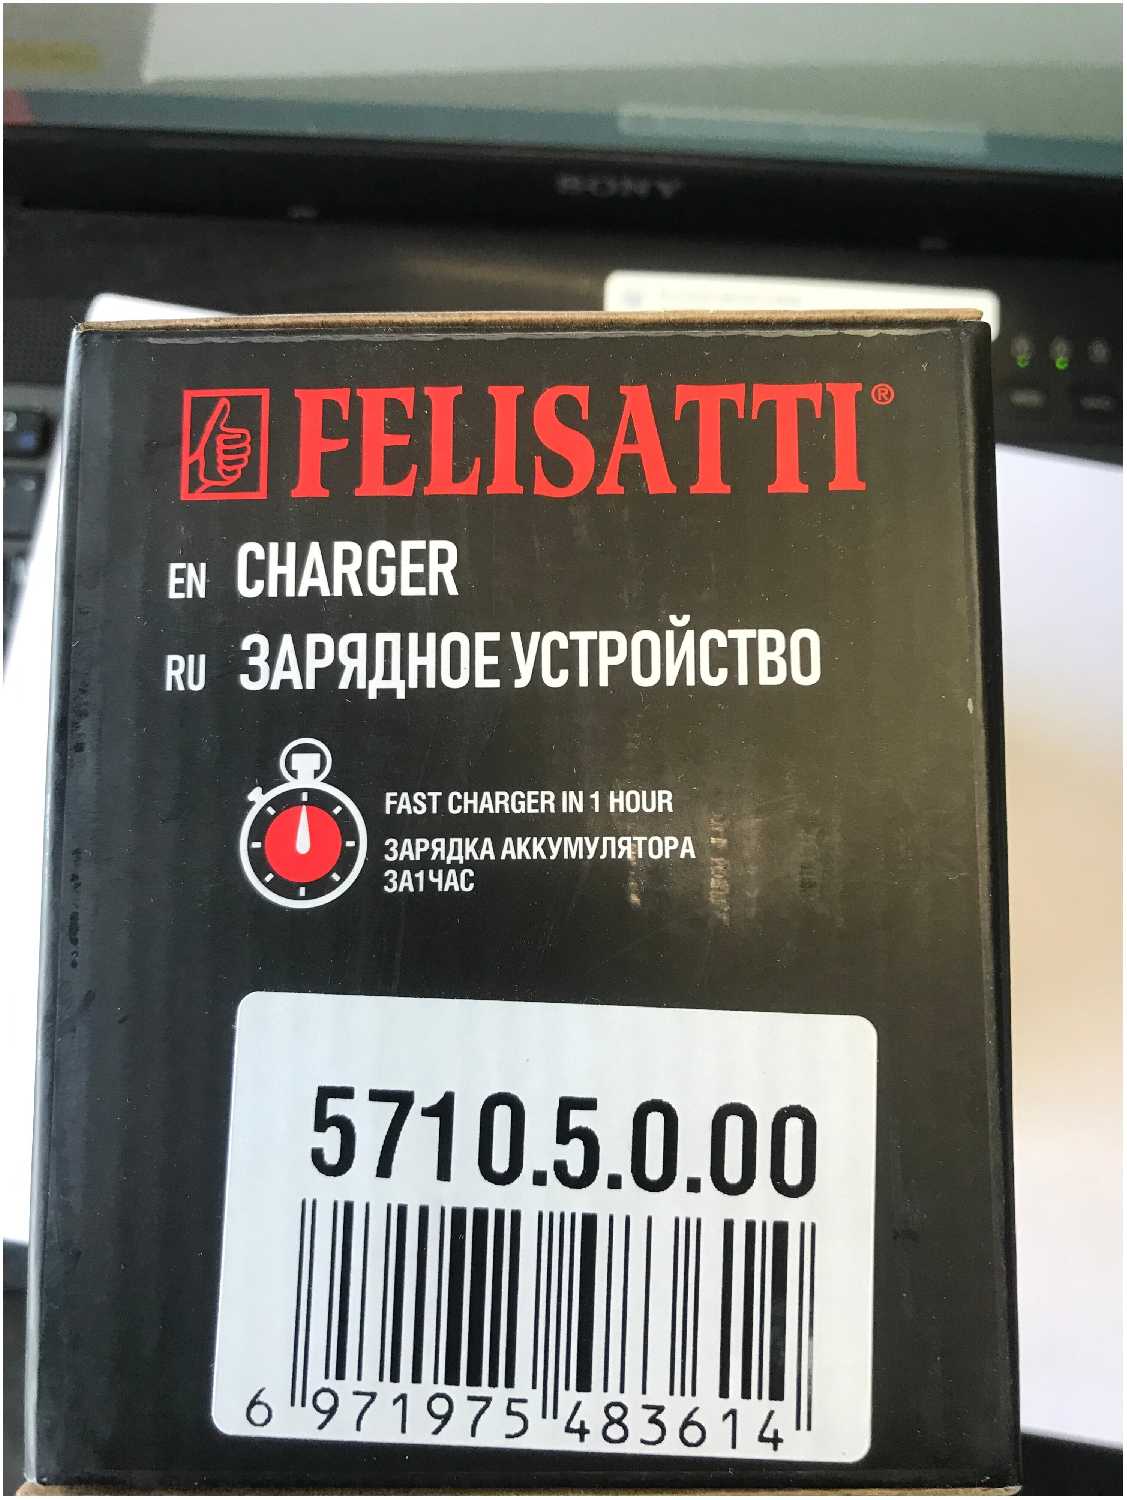 SONY
FELISATTI®
EN CHARGER
RU ЗАРЯДНОЕ УСТРОЙСТВО
FAST CHARGER IN 1 HOUR
ЗАРЯДКА АККУМУЛЯТОРА
ЗА1ЧАС
5710.5.0.00
6 971975 483614